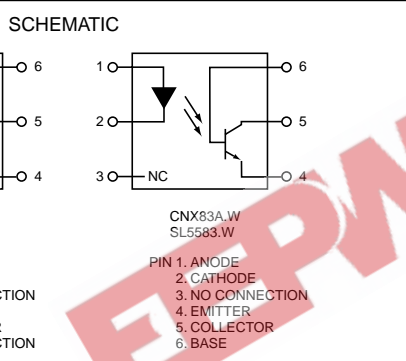 SCHEMATIC
6
5
4
1
2
3
NC
6
5
4
CNX83A.W
SL5583.W
PIN 1. ANODE
2. CATHODE
3. NO CONNECTION
4. EMITTER
5. COLLECTOR
6. BASE
CTION
CTION
EEPW